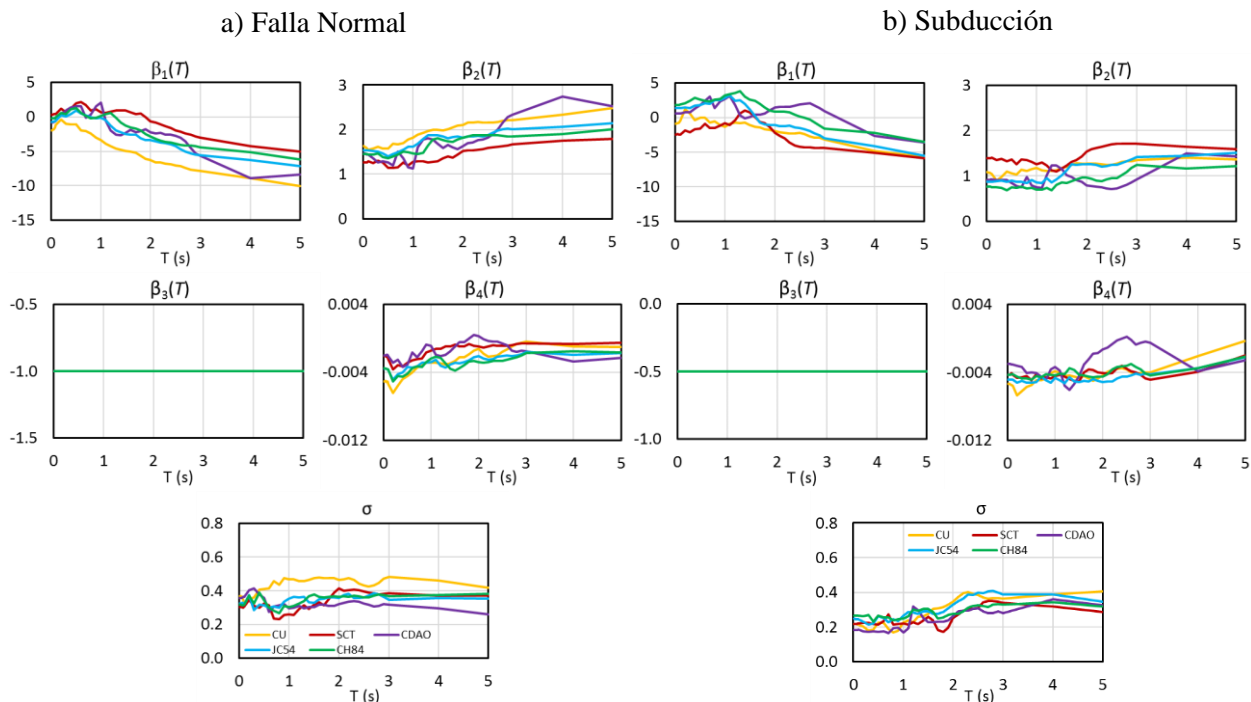 a) Falla Normal
b) Subducción
β1(T)
5
0
-5
-10
-15
0 1 2 3 4 5
T (s)
β2(T)
3
2
1
0
0 1 2 3 4 5
T (s)
β1(T)
5
0
-5
-10
-15
0 1 2 3 4 5
T (s)
β2(T)
3
2
1
0
0 1 2 3 4 5
T (s)
β3(T)
-0.5
-1.0
-1.5
0 1 2 3 4 5
T (s)
β4(T)
0.004
-0.004
-0.012
0 1 2 3 4 5
T (s)
β3(T)
0.0
-0.5
-1.0
0 1 2 3 4 5
T (s)
β4(T)
0.004
-0.004
-0.012
0 1 2 3 4 5
T (s)
σ
0.8
0.6
0.4
0.2
0.0
CU SCT CDAO
JC54 CH84
0 1 2 3 4 5
T (s)
σ
0.8
0.6
0.4
0.2
0.0
CU SCT CDAO
JC54 CH84
0 1 2 3 4 5
T (s)